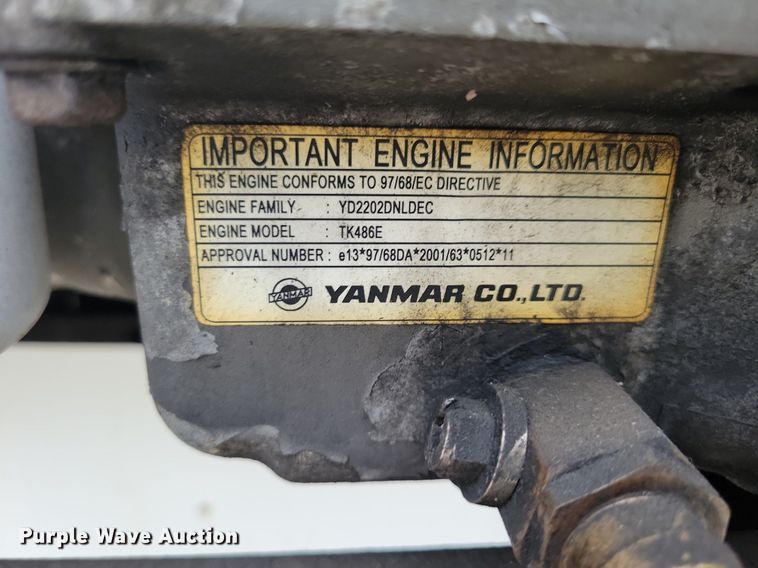 IMPORTANT ENGINE INFORMATION
THIS ENGINE CONFORMS TO 97/68/EC DIRECTIVE
ENGINE FAMILY : YD2202DNLDEC
ENGINE MODEL : TK486E
APPROVAL NUMBER : e13*97/68DA*2001/63*0512*11
YANMAR YANMAR CO.,LTD.
Purple Wave Auction